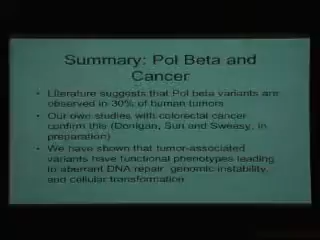 Summary: Pol Beta and
Cancer
• Literature suggests that Pol beta variants are
observed in 30% of human tumors
• Our own studies with colorectal cancer
confirm this (Donigan, Sun and Sweasy, in
preparation)
• We have shown that tumor-associated
variants have functional phenotypes leading
to aberrant DNA repair, genomic instability,
and cellular transformation